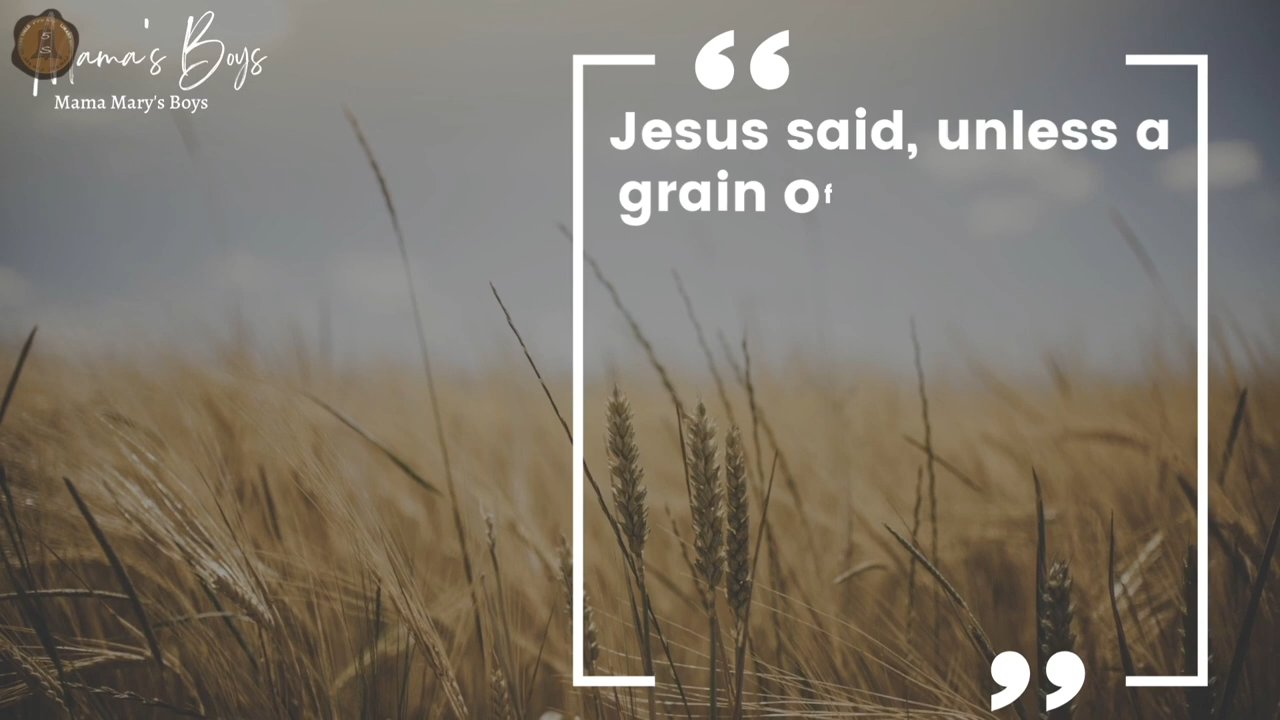 Mama's Boys
Mama Mary's Boys
“
Jesus said, unless a
grain of
”